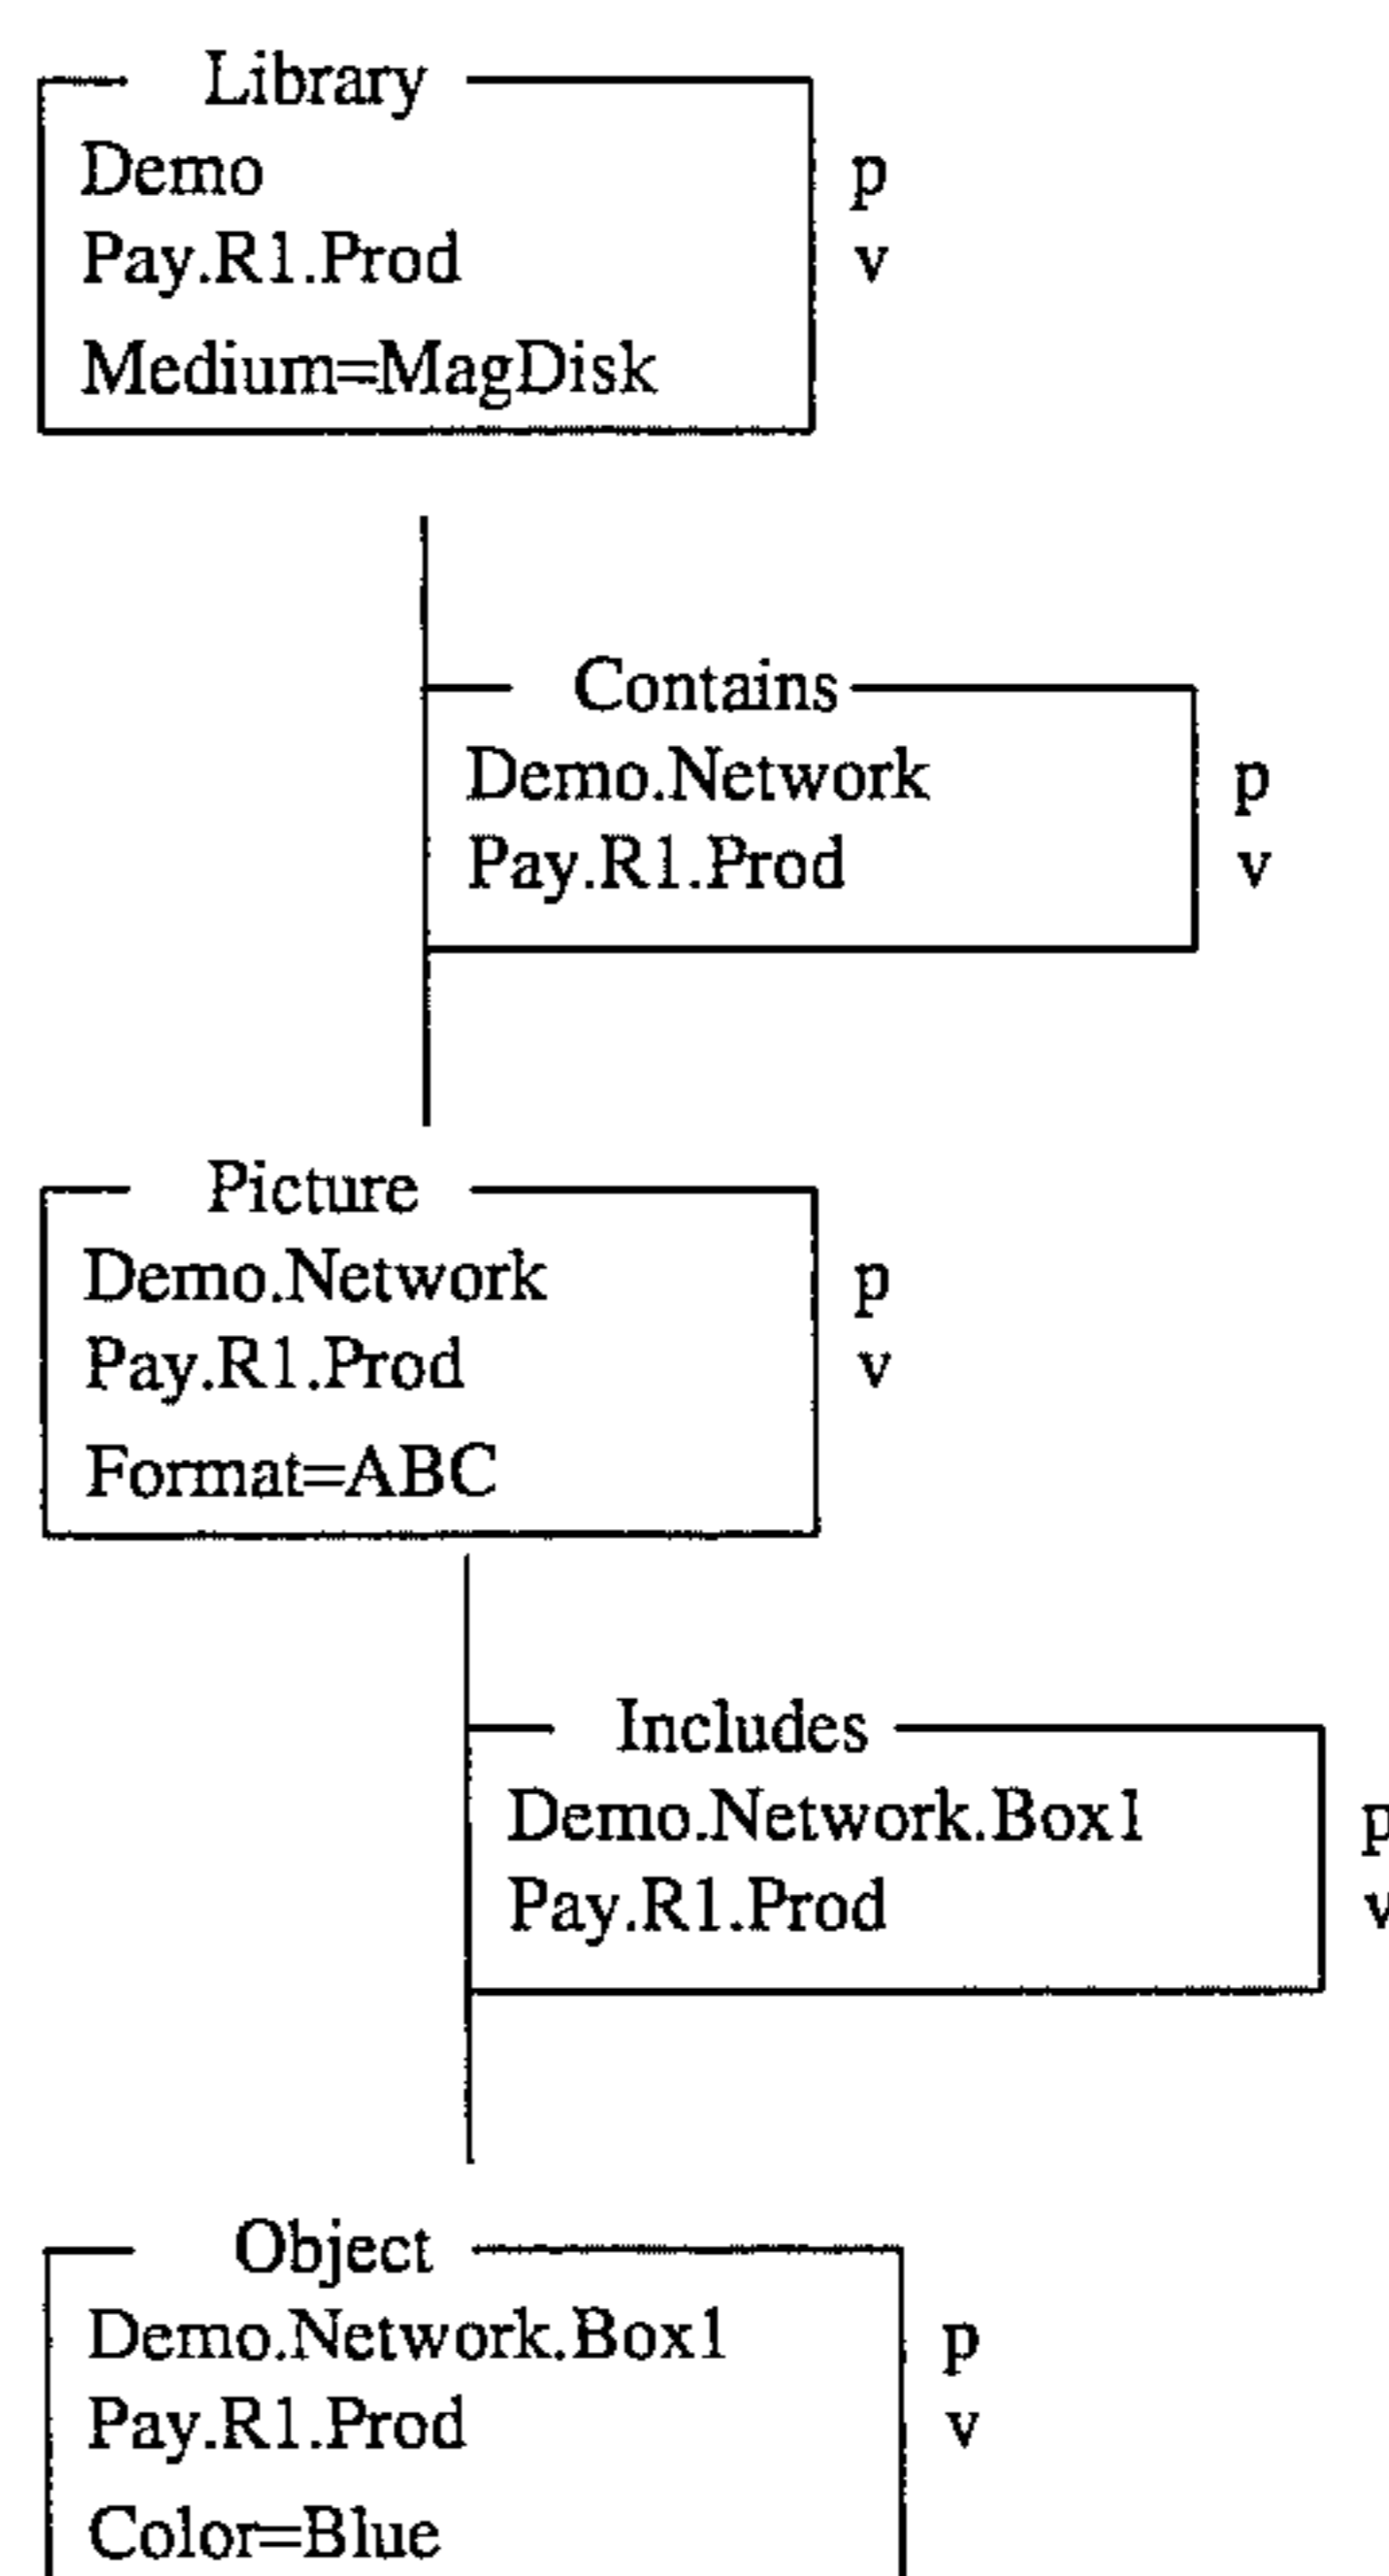 Library
Demo p
Pay.R1.Prod v
Medium=MagDisk
Contains
Demo.Network p
Pay.R1.Prod v
Picture
Demo.Network p
Pay.R1.Prod v
Format=ABC
Includes
Demo.Network.Box1 p
Pay.R1.Prod v
Object
Demo.Network.Box1 p
Pay.R1.Prod v
Color=Blue